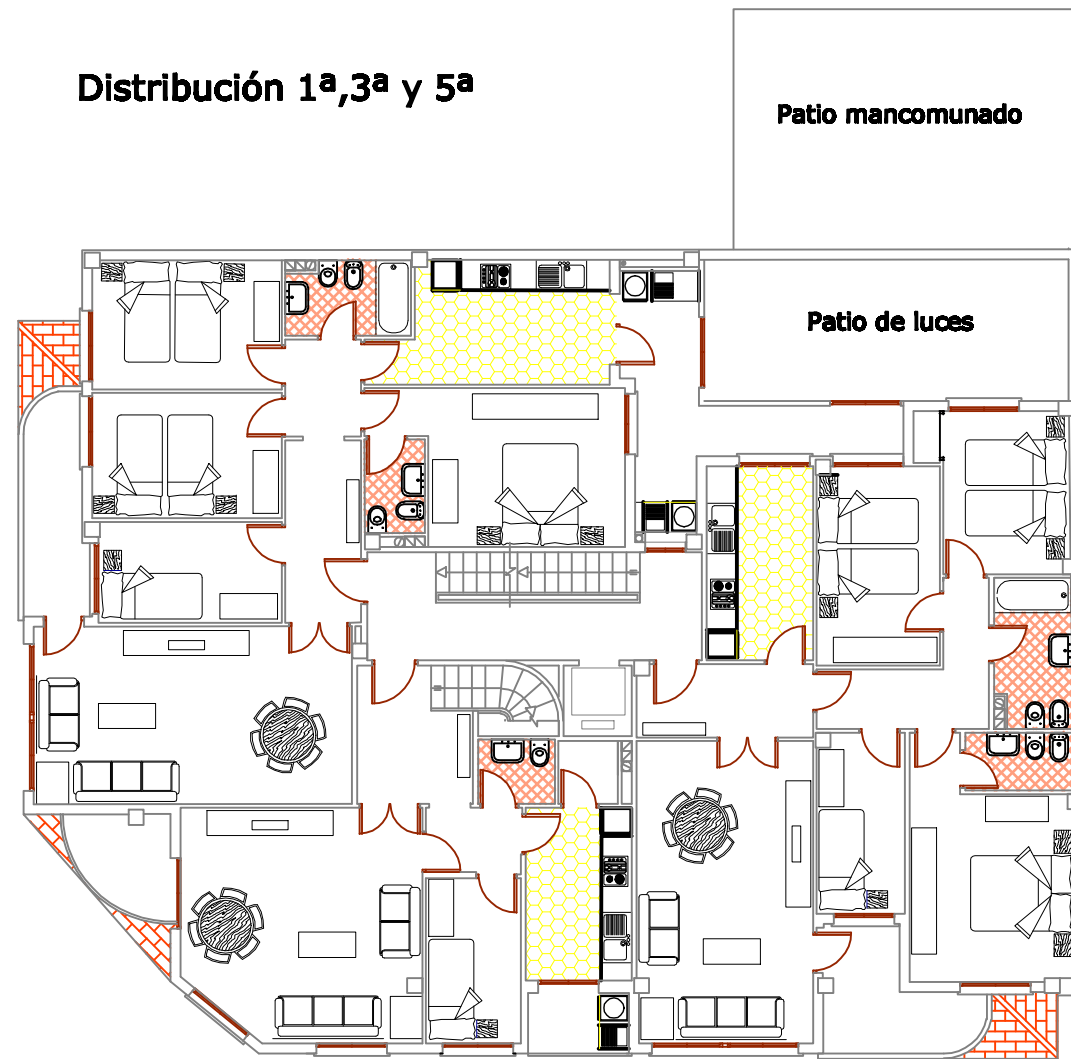 Distribución 1ª,3ª y 5ª
Patio mancomunado
Patio de luces